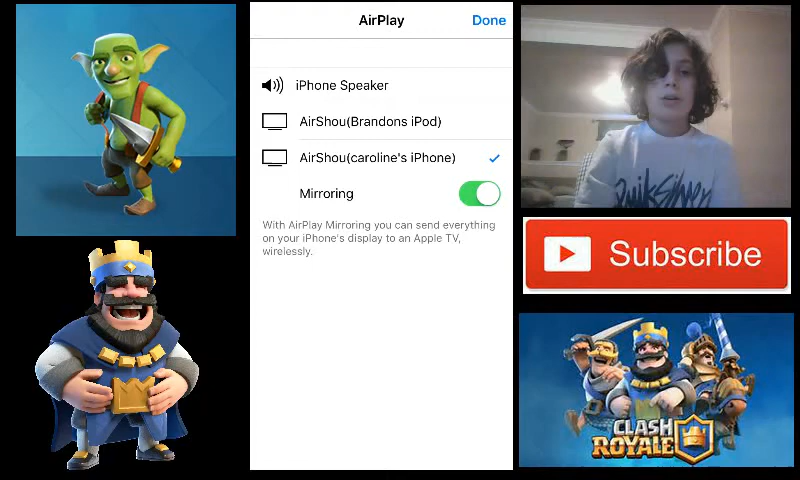 AirPlay
Done
iPhone Speaker
AirShou(Brandons iPod)
AirShou(caroline's iPhone)
Mirroring
With AirPlay Mirroring you can send everything
on your iPhone's display to an Apple TV,
wirelessly.
Quiksilver
Subscribe
CLASH
ROYALE